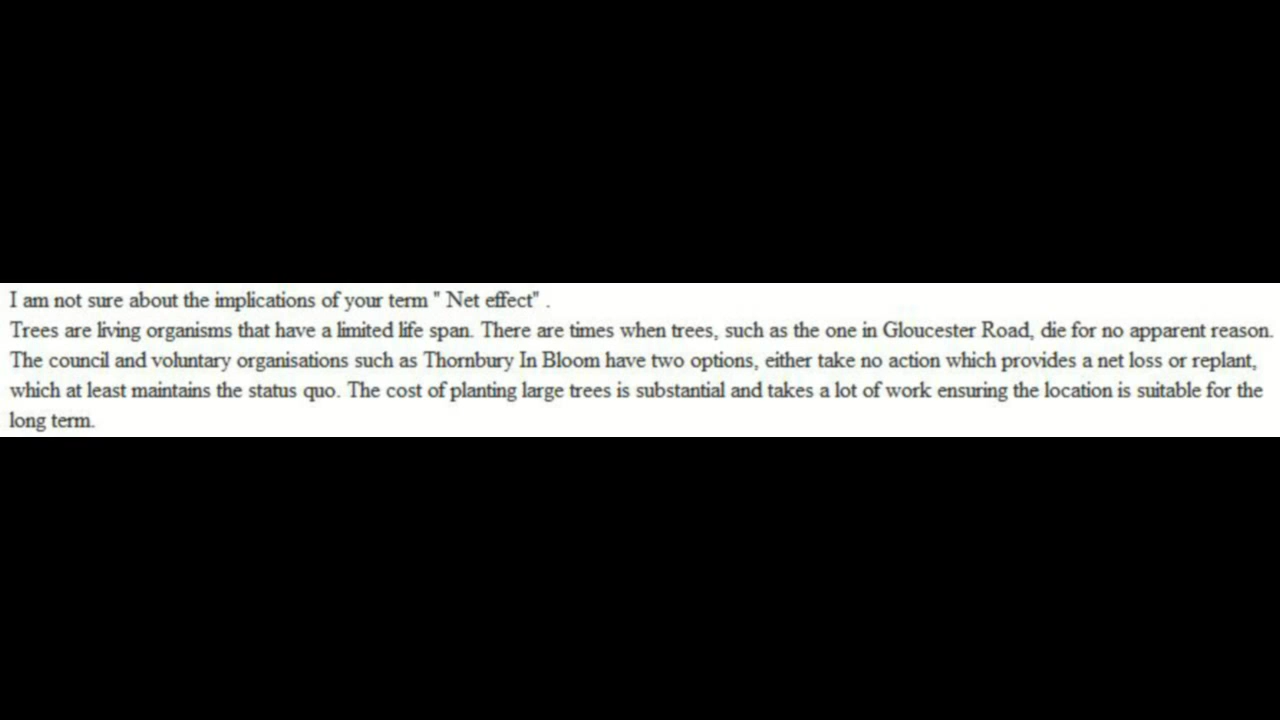 I am not sure about the implications of your term " Net effect" .
Trees are living organisms that have a limited life span. There are times when trees, such as the one in Gloucester Road, die for no apparent reason.
The council and voluntary organisations such as Thornbury In Bloom have two options, either take no action which provides a net loss or replant,
which at least maintains the status quo. The cost of planting large trees is substantial and takes a lot of work ensuring the location is suitable for the
long term.